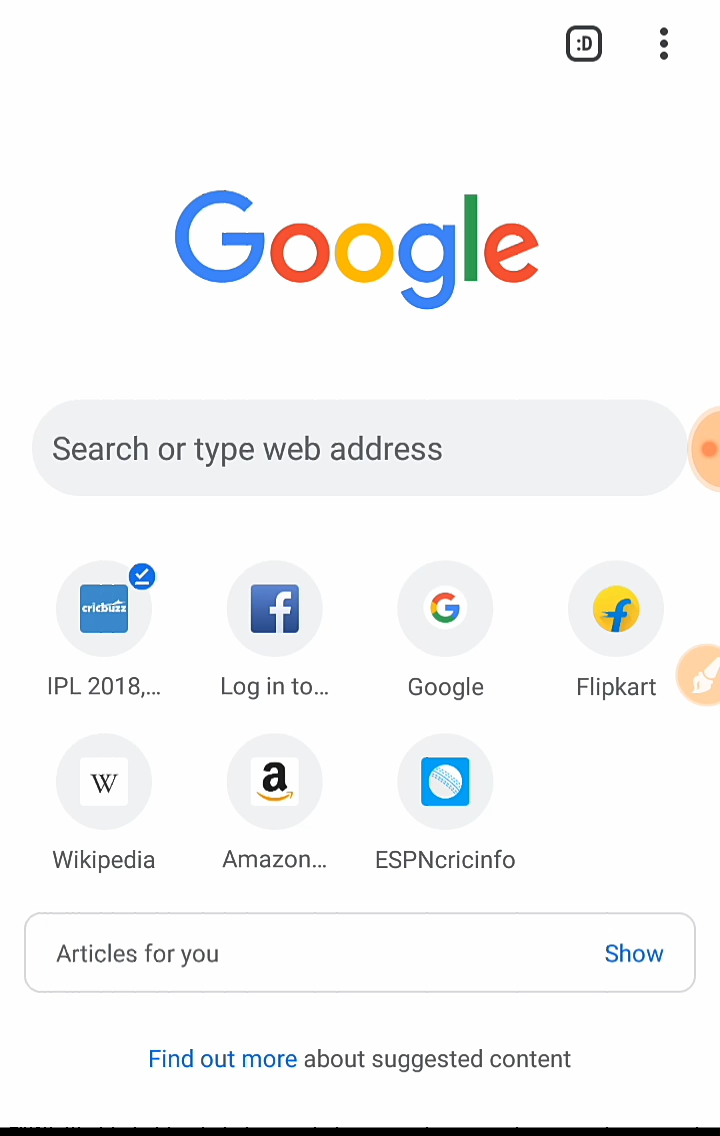 :D
Google
Search or type web address
cricbuzz
IPL 2018,...
Log in to...
Google
Flipkart
W
Wikipedia
a
Amazon...
ESPNcricinfo
Articles for you
Show
Find out more about suggested content